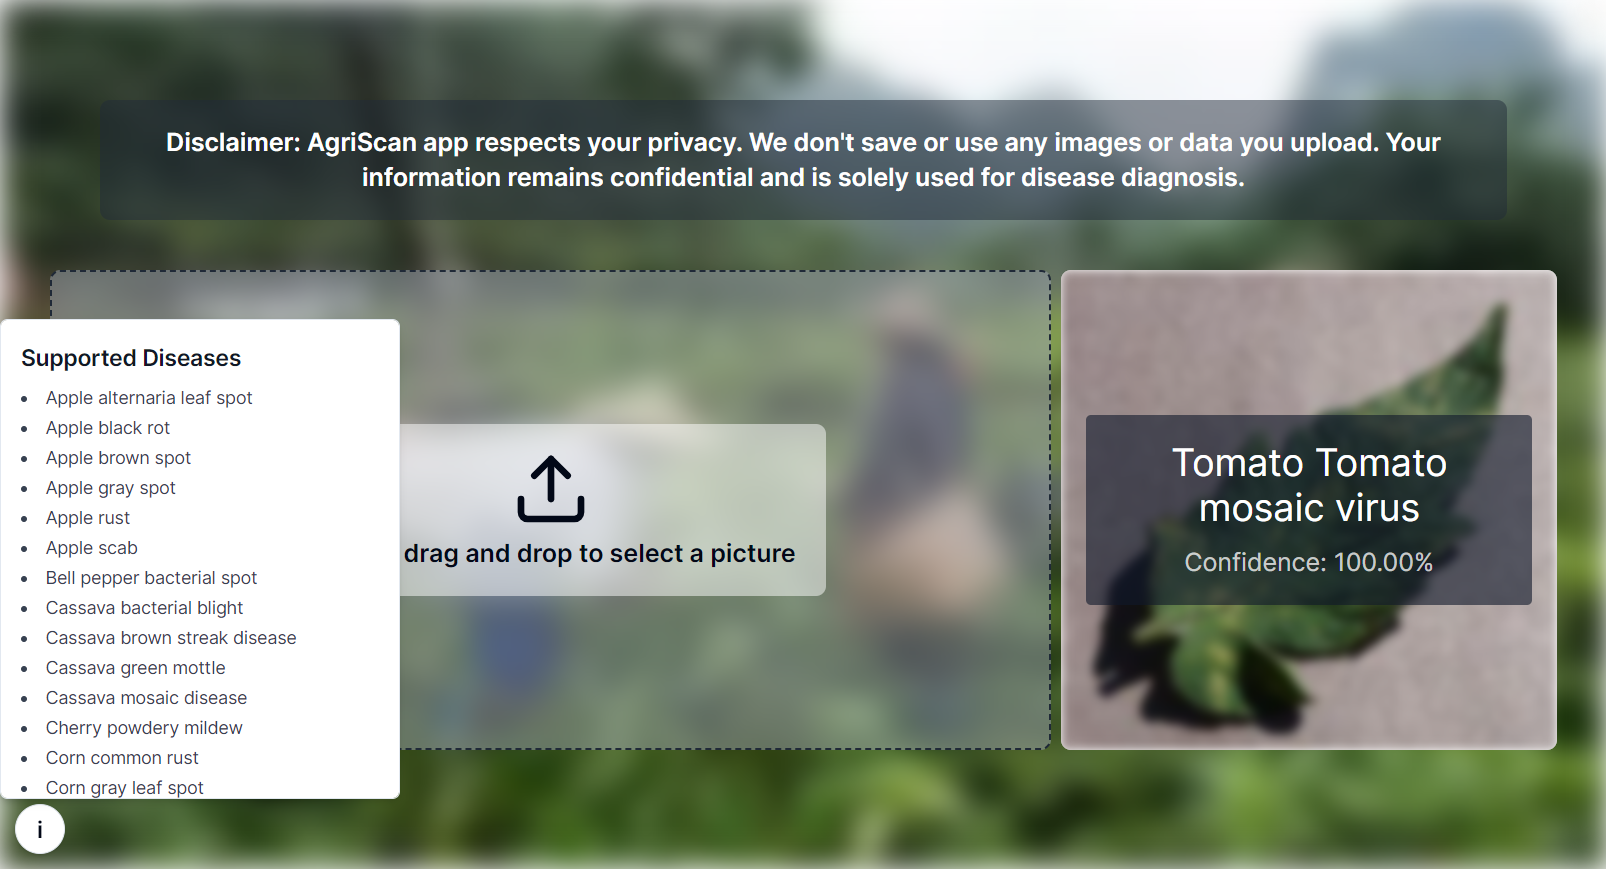 Disclaimer: AgriScan app respects your privacy. We don't save or use any images or data you upload. Your
information remains confidential and is solely used for disease diagnosis.
Supported Diseases
Apple alternaria leaf spot
Apple black rot
Apple brown spot
Apple gray spot
Apple rust
Apple scab
Bell pepper bacterial spot
Cassava bacterial blight
Cassava brown streak disease
Cassava green mottle
Cassava mosaic disease
Cherry powdery mildew
Corn common rust
Corn gray leaf spot
i
drag and drop to select a picture
Tomato Tomato
mosaic virus
Confidence: 100.00%